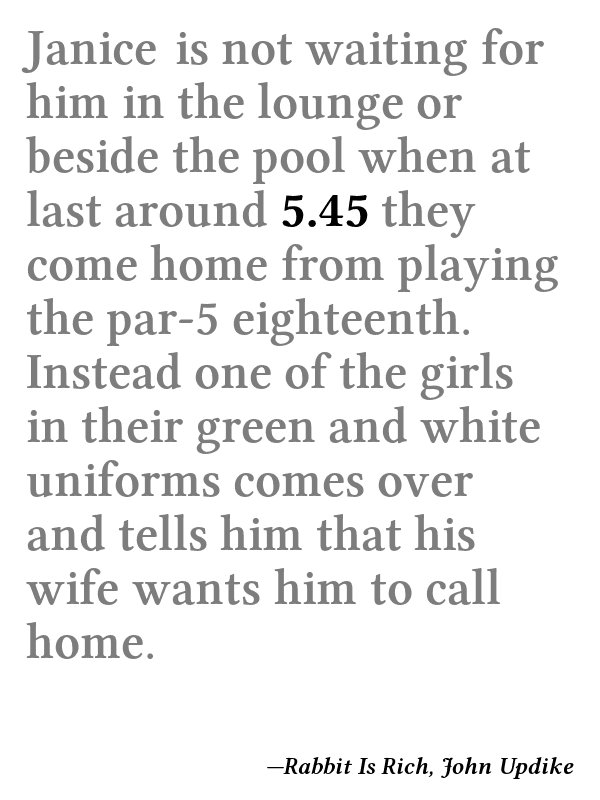 Janice is not waiting for
him in the lounge or
beside the pool when at
last around 5.45 they
come home from playing
the par-5 eighteenth.
Instead one of the girls
in their green and white
uniforms comes over
and tells him that his
wife wants him to call
home.
—Rabbit Is Rich, John Updike